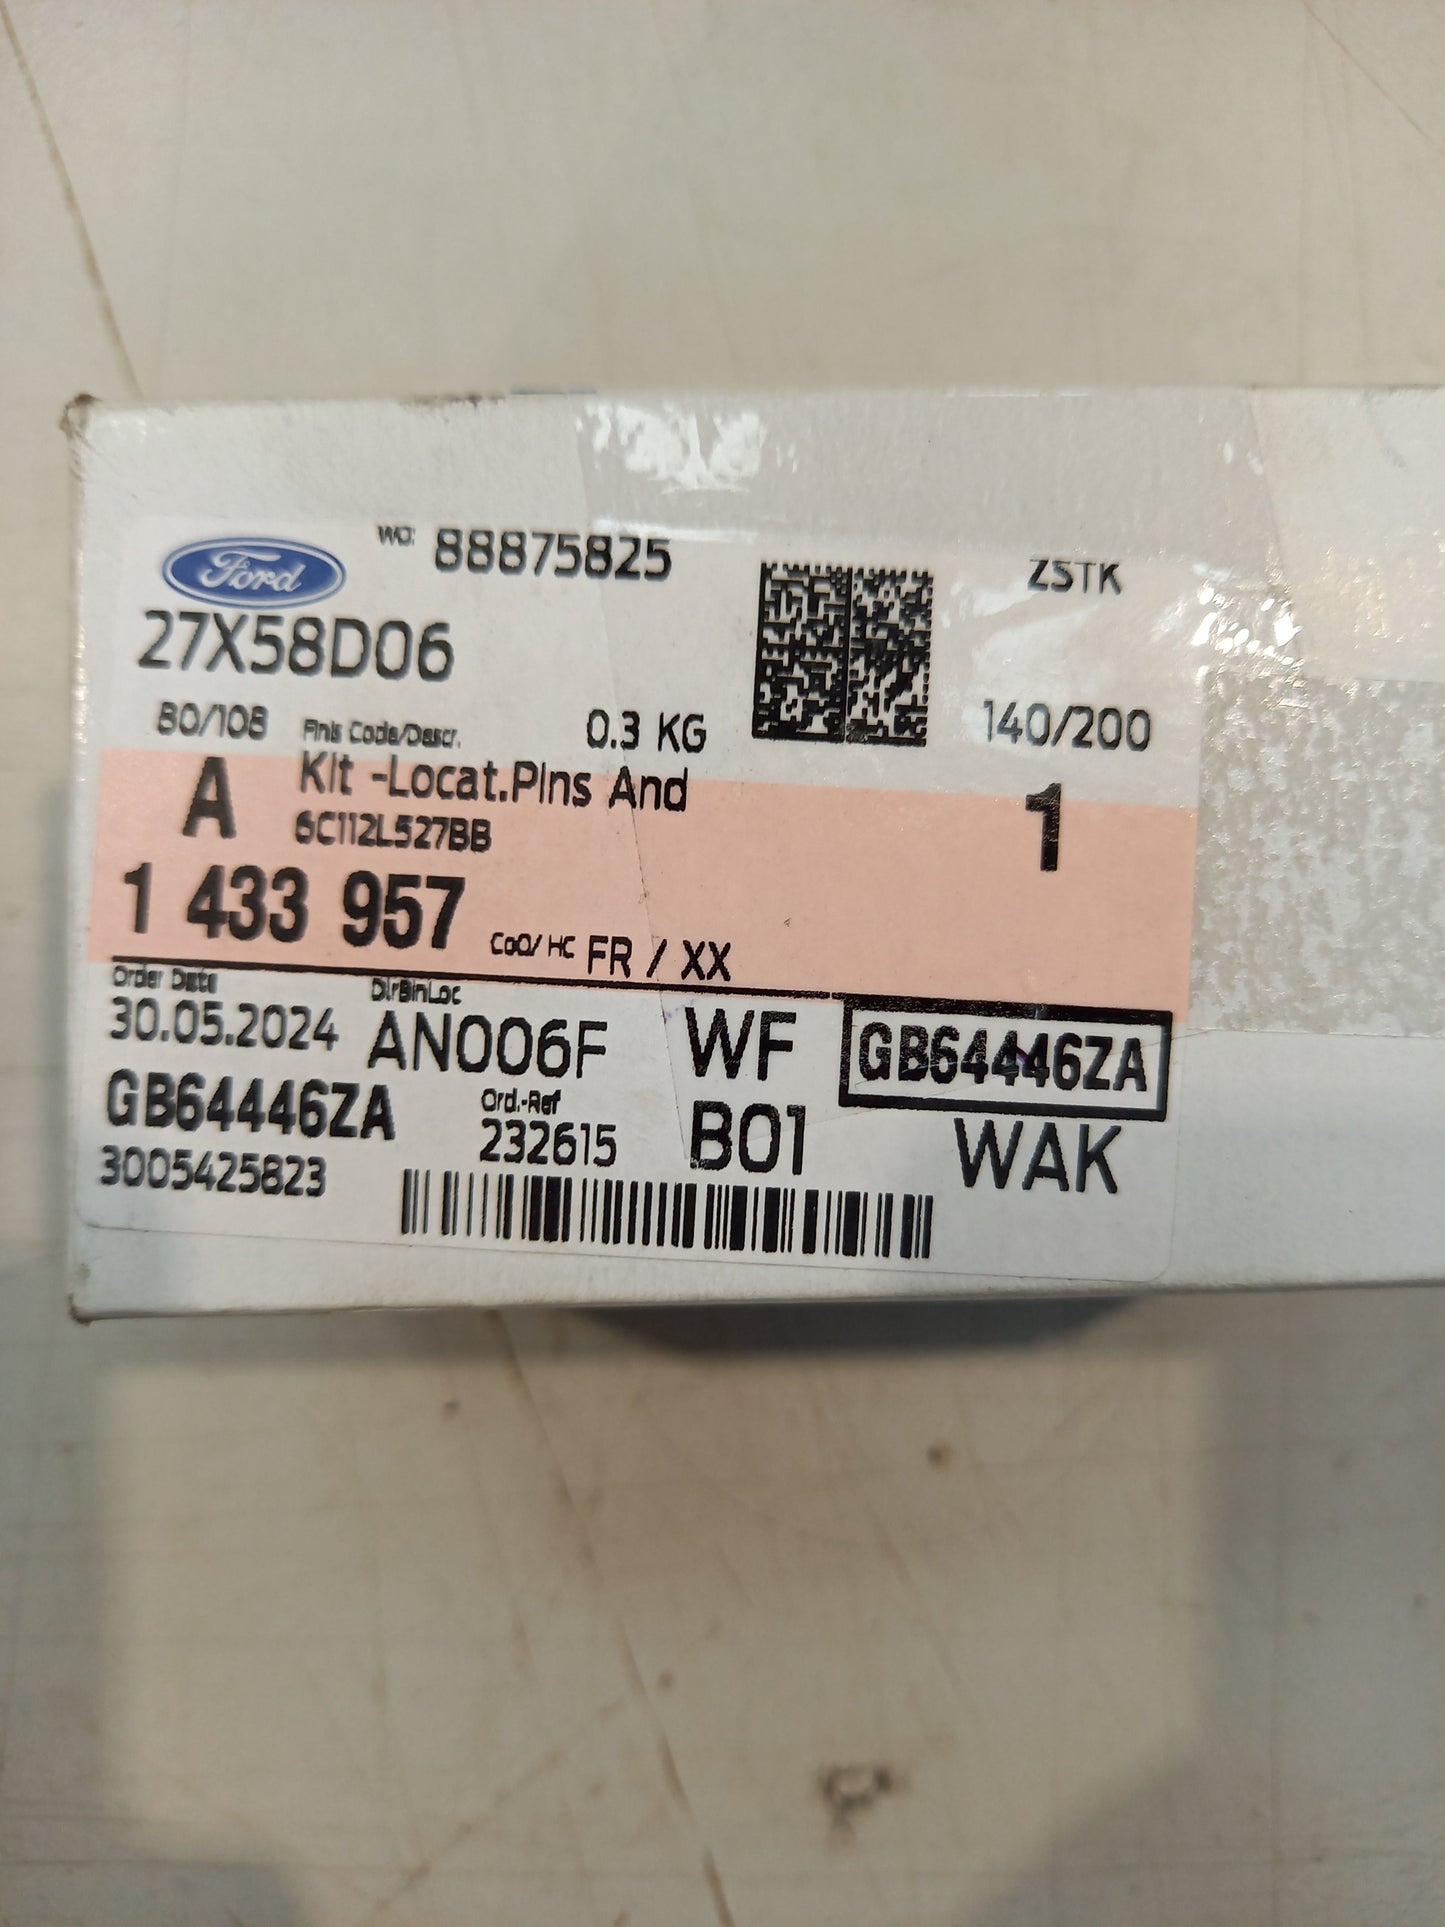 Ford
WO: 88875825
ZSTK
27X58D06
80/108 Finis Code/Descr. 0.3 KG 140/200
A Kit -Locat.Pins And 1
6C112L527BB
1 433 957 CoO/ HC FR / XX
Order Date DlrBinLoc
30.05.2024 AN006F WF GB64446ZA
GB64446ZA Ord.-Ref
232615 B01 WAK
3005425823